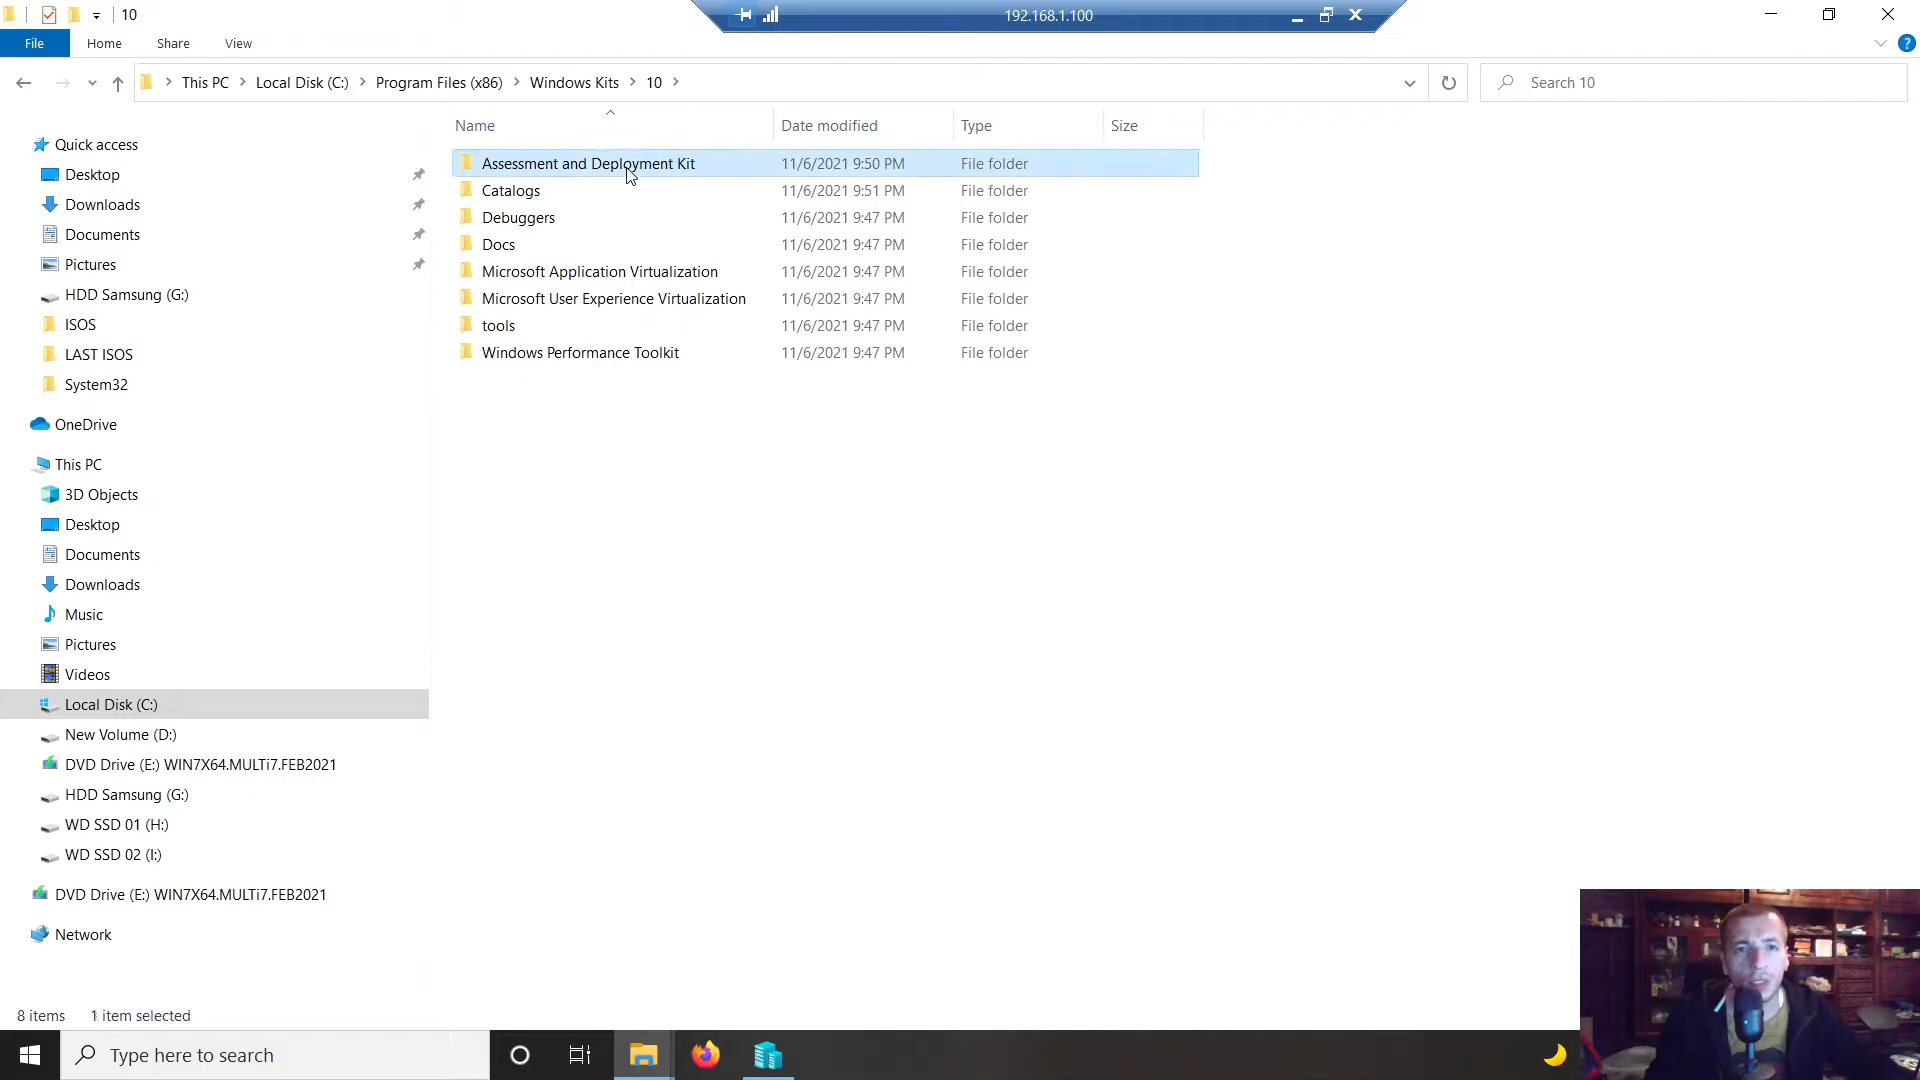 10
192.168.1.100
File Home Share View
This PC Local Disk (C:) Program Files (x86) Windows Kits 10
Search 10
Name Date modified Type Size
Assessment and Deployment Kit 11/6/2021 9:50 PM File folder
Catalogs 11/6/2021 9:51 PM File folder
Debuggers 11/6/2021 9:47 PM File folder
Docs 11/6/2021 9:47 PM File folder
Microsoft Application Virtualization 11/6/2021 9:47 PM File folder
Microsoft User Experience Virtualization 11/6/2021 9:47 PM File folder
tools 11/6/2021 9:47 PM File folder
Windows Performance Toolkit 11/6/2021 9:47 PM File folder
Quick access
Desktop
Downloads
Documents
Pictures
HDD Samsung (G:)
ISOS
LAST ISOS
System32
OneDrive
This PC
3D Objects
Desktop
Documents
Downloads
Music
Pictures
Videos
Local Disk (C:)
New Volume (D:)
DVD Drive (E:) WIN7X64.MULTi7.FEB2021
HDD Samsung (G:)
WD SSD 01 (H:)
WD SSD 02 (I:)
DVD Drive (E:) WIN7X64.MULTi7.FEB2021
Network
8 items 1 item selected
Type here to search